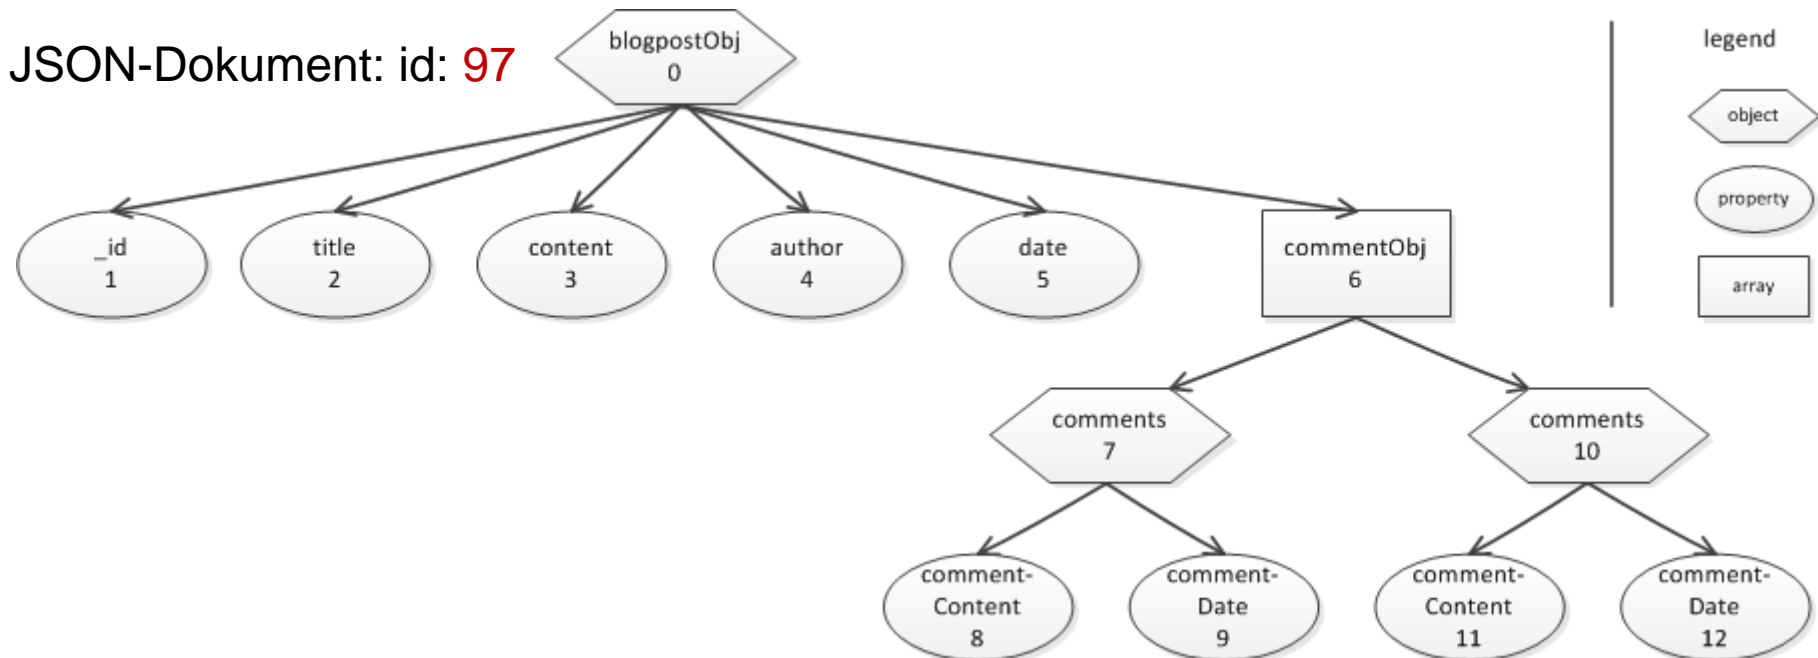 JSON-Dokument: id: 97
blogpostObj
0
legend
object
property
array
_id
1
title
2
content
3
author
4
date
5
commentObj
6
comments
7
comments
10
comment-
Content
8
comment-
Date
9
comment-
Content
11
comment-
Date
12